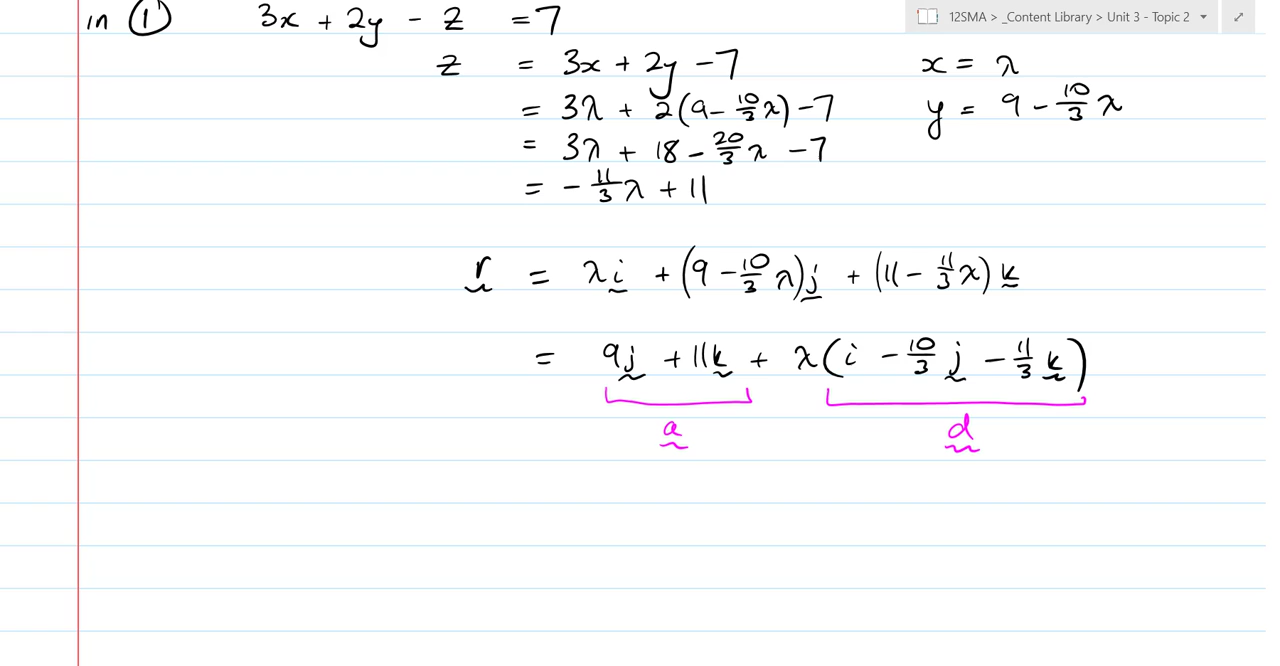 12SMA > _Content Library > Unit 3 - Topic 2
in ① 3x + 2y - z = 7
z = 3x + 2y - 7 x = λ
= 3λ + 2(9 - 10/3 λ) - 7 y = 9 - 10/3 λ
= 3λ + 18 - 20/3 λ - 7
= - 11/3 λ + 11
r = λi + (9 - 10/3 λ)j + (11 - 11/3 λ)k
= 9j + 11k + λ(i - 10/3 j - 11/3 k)
a d